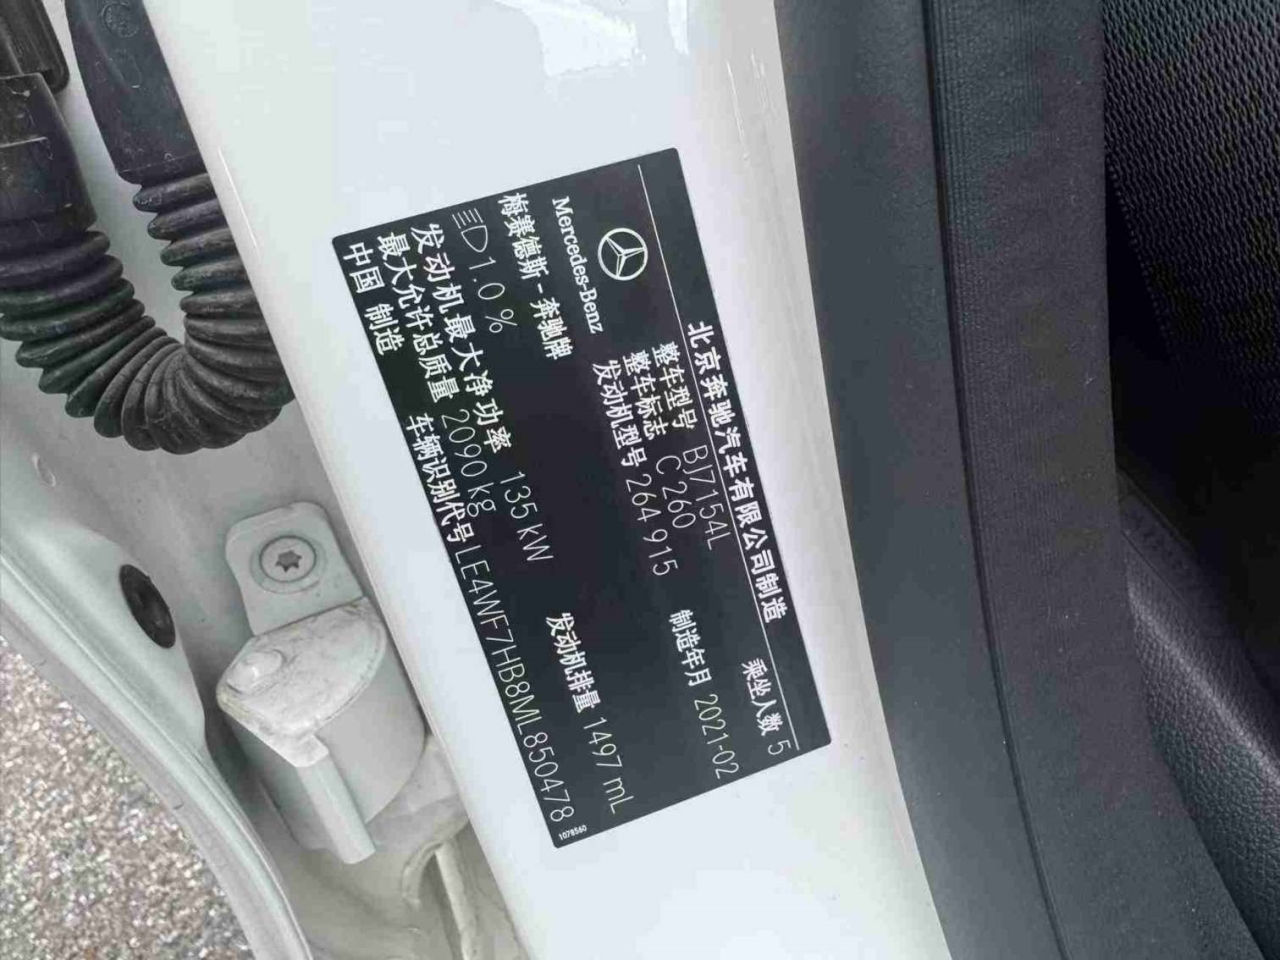 北京奔驰汽车有限公司制造
Mercedes-Benz
梅赛德斯-奔驰牌
整车型号 BJ7154L
整车标志 C 260
发动机型号 264 915
乘坐人数 5
制造年月 2021-02
1.0 %
发动机最大净功率 135 kW
发动机排量 1497 mL
最大允许总质量 2090 kg
中国 制造
车辆识别代号 LE4WF7HB8ML850478
1078560